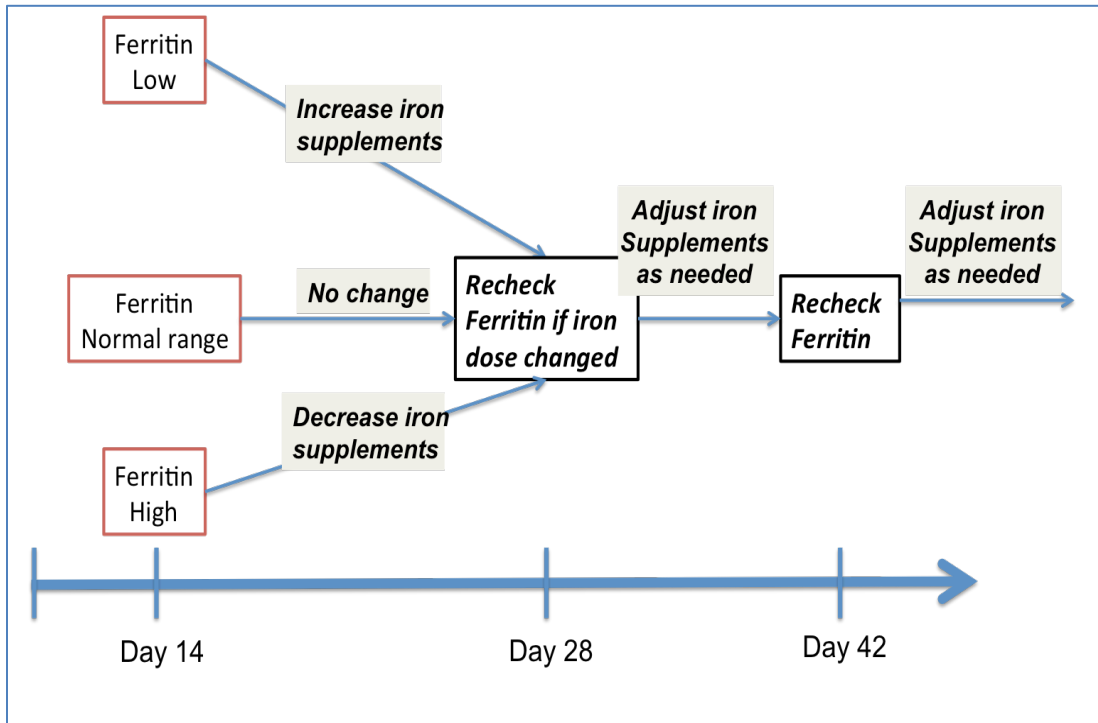 Ferritin
Low
Increase iron
supplements
Ferritin
Normal range
No change
Recheck
Ferritin if iron
dose changed
Adjust iron
Supplements
as needed
Recheck
Ferritin
Adjust iron
Supplements
as needed
Decrease iron
supplements
Ferritin
High
Day 14
Day 28
Day 42